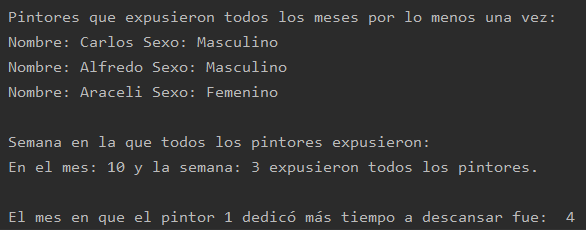 Pintores que expusieron todos los meses por lo menos una vez:
Nombre: Carlos Sexo: Masculino
Nombre: Alfredo Sexo: Masculino
Nombre: Araceli Sexo: Femenino
Semana en la que todos los pintores expusieron:
En el mes: 10 y la semana: 3 expusieron todos los pintores.
El mes en que el pintor 1 dedicó más tiempo a descansar fue:  4